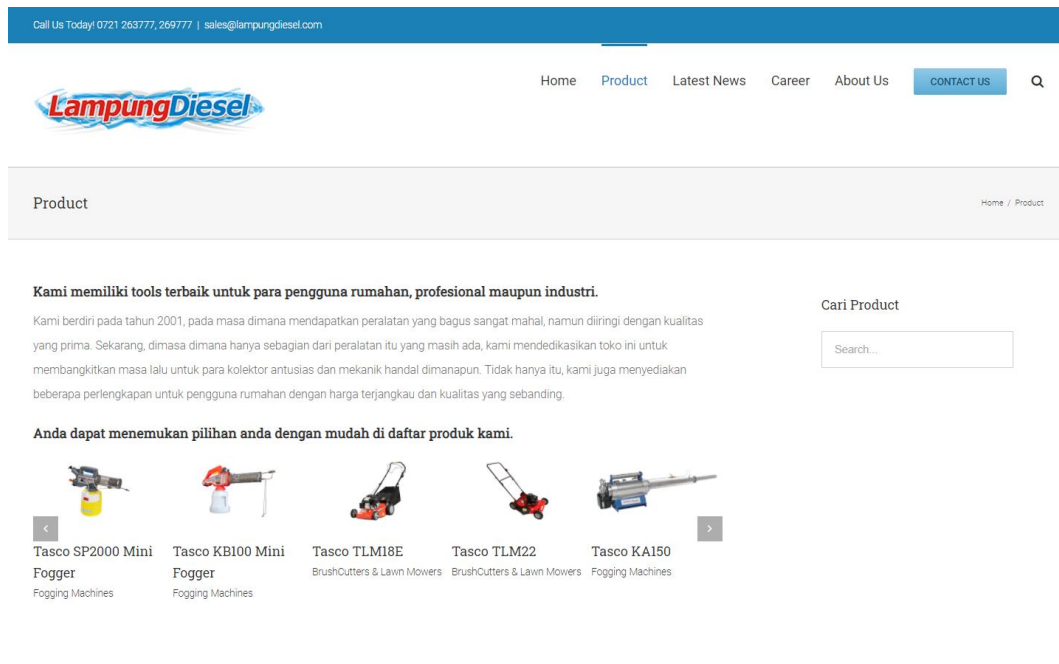 Call Us Today! 0721 263777, 269777 | sales@lampungdiesel.com
LampungDiesel
Home Product Latest News Career About Us CONTACT US
Product
Home / Product
Kami memiliki tools terbaik untuk para pengguna rumahan, profesional maupun industri.
Kami berdiri pada tahun 2001, pada masa dimana mendapatkan peralatan yang bagus sangat mahal, namun diiringi dengan kualitas
yang prima. Sekarang, dimasa dimana hanya sebagian dari peralatan itu yang masih ada, kami mendedikasikan toko ini untuk
membangkitkan masa lalu untuk para kolektor antusias dan mekanik handal dimanapun. Tidak hanya itu, kami juga menyediakan
beberapa perlengkapan untuk pengguna rumahan dengan harga terjangkau dan kualitas yang sebanding.
Anda dapat menemukan pilihan anda dengan mudah di daftar produk kami.
Tasco SP2000 Mini
Fogger
Fogging Machines
Tasco KB100 Mini
Fogger
Fogging Machines
Tasco TLM18E
BrushCutters & Lawn Mowers
Tasco TLM22
BrushCutters & Lawn Mowers
Tasco KA150
Fogging Machines
Cari Product
Search...